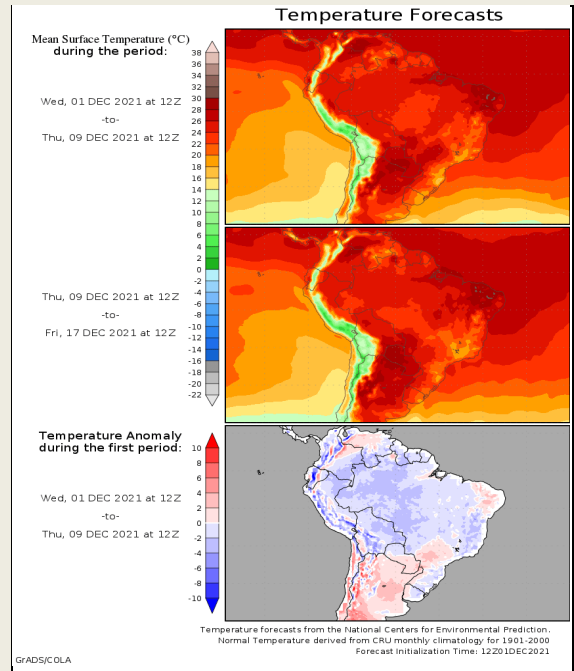 Temperature Forecasts
Mean Surface Temperature (°C)
during the period:
38
36
34
32
30
28
26
24
22
20
18
16
14
12
10
8
6
4
2
0
-2
-4
-6
-8
-10
-12
-14
-16
-18
-20
-22
Wed, 01 DEC 2021 at 12Z
-to-
Thu, 09 DEC 2021 at 12Z
Thu, 09 DEC 2021 at 12Z
-to-
Fri, 17 DEC 2021 at 12Z
Temperature Anomaly
during the first period:
10
8
6
4
2
0
-2
-4
-6
-8
-10
Wed, 01 DEC 2021 at 12Z
-to-
Thu, 09 DEC 2021 at 12Z
Temperature forecasts from the National Centers for Environmental Prediction.
Normal Temperature derived from CRU monthly climatology for 1901-2000
Forecast Initialization Time: 12Z01DEC2021
GrADS/COLA